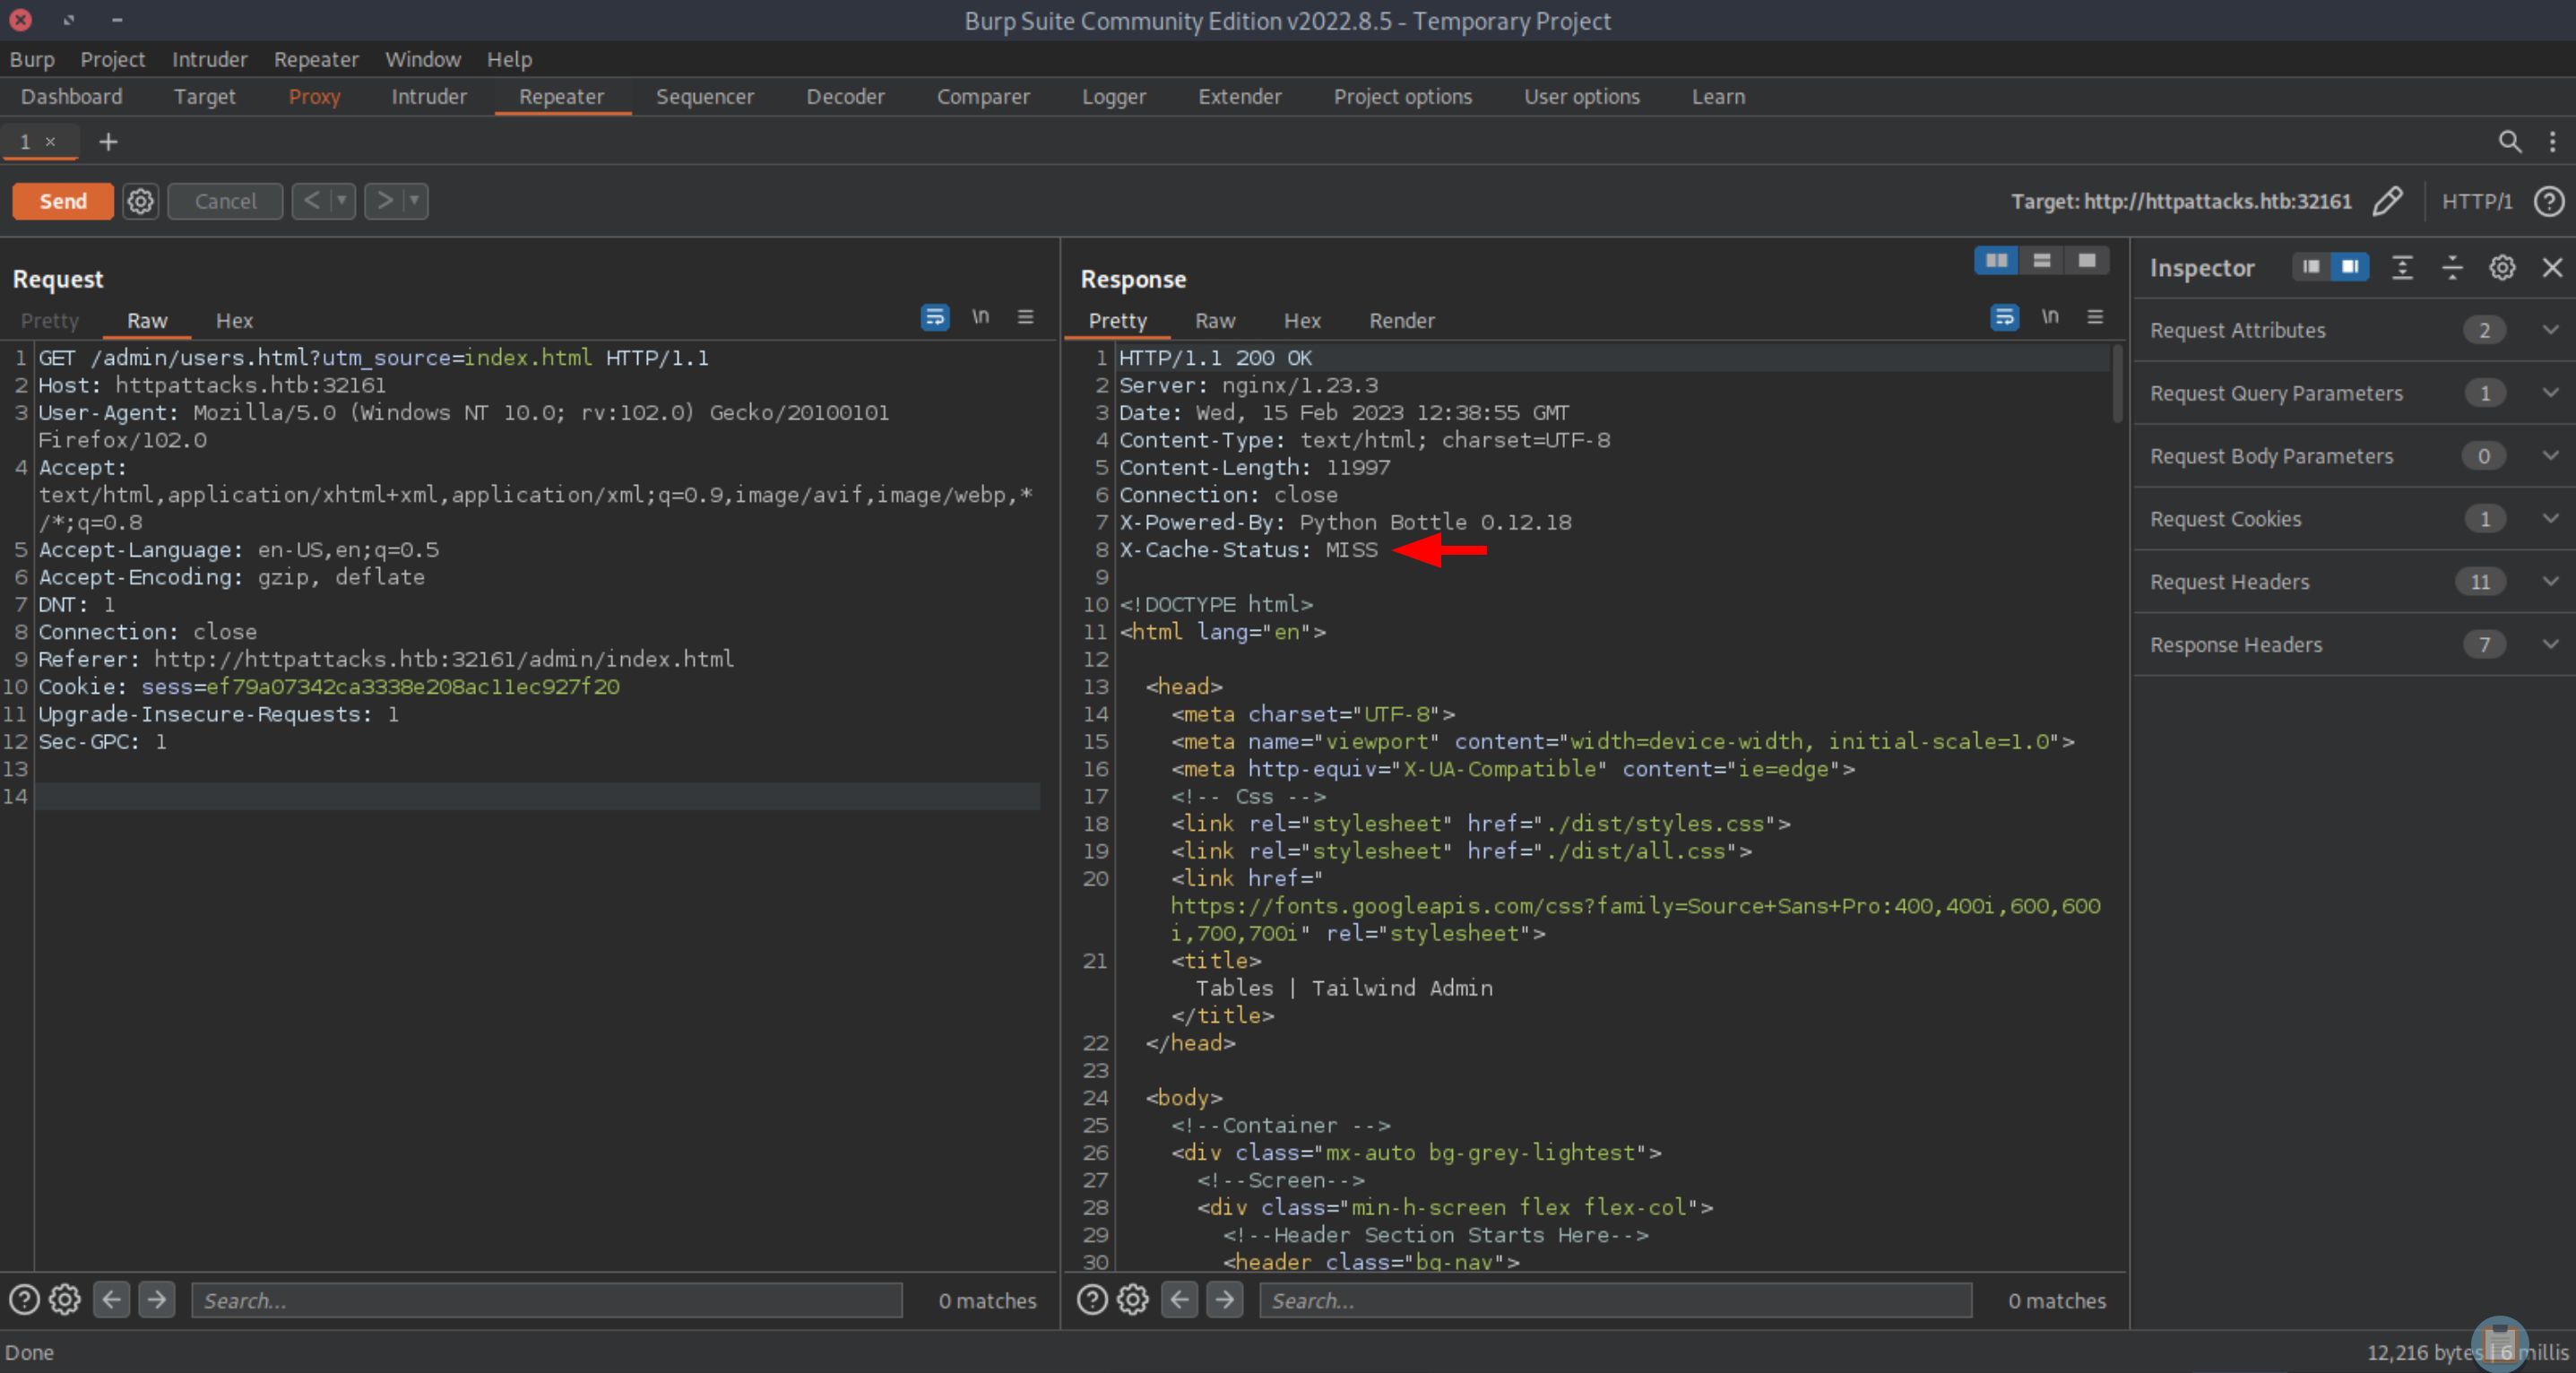 Burp Suite Community Edition v2022.8.5 - Temporary Project
Burp Project Intruder Repeater Window Help
Dashboard Target Proxy Intruder Repeater Sequencer Decoder Comparer Logger Extender Project options User options Learn
1 × +
Send Cancel < > Target: http://httpattacks.htb:32161 HTTP/1 ?
Request
Pretty Raw Hex \n
1 GET /admin/users.html?utm_source=index.html HTTP/1.1
2 Host: httpattacks.htb:32161
3 User-Agent: Mozilla/5.0 (Windows NT 10.0; rv:102.0) Gecko/20100101
Firefox/102.0
4 Accept:
text/html,application/xhtml+xml,application/xml;q=0.9,image/avif,image/webp,*
/*;q=0.8
5 Accept-Language: en-US,en;q=0.5
6 Accept-Encoding: gzip, deflate
7 DNT: 1
8 Connection: close
9 Referer: http://httpattacks.htb:32161/admin/index.html
10 Cookie: sess=ef79a07342ca3338e208ac11ec927f20
11 Upgrade-Insecure-Requests: 1
12 Sec-GPC: 1
13
14
? Search... 0 matches
Response
Pretty Raw Hex Render \n
1 HTTP/1.1 200 OK
2 Server: nginx/1.23.3
3 Date: Wed, 15 Feb 2023 12:38:55 GMT
4 Content-Type: text/html; charset=UTF-8
5 Content-Length: 11997
6 Connection: close
7 X-Powered-By: Python Bottle 0.12.18
8 X-Cache-Status: MISS
9
10 <!DOCTYPE html>
11 <html lang="en">
12
13 <head>
14 <meta charset="UTF-8">
15 <meta name="viewport" content="width=device-width, initial-scale=1.0">
16 <meta http-equiv="X-UA-Compatible" content="ie=edge">
17 <!-- Css -->
18 <link rel="stylesheet" href="./dist/styles.css">
19 <link rel="stylesheet" href="./dist/all.css">
20 <link href="
https://fonts.googleapis.com/css?family=Source+Sans+Pro:400,400i,600,600
i,700,700i" rel="stylesheet">
21 <title>
Tables | Tailwind Admin
</title>
22 </head>
23
24 <body>
25 <!--Container -->
26 <div class="mx-auto bg-grey-lightest">
27 <!--Screen-->
28 <div class="min-h-screen flex flex-col">
29 <!--Header Section Starts Here-->
30 <header class="bg-nav">
? Search... 0 matches
Inspector
Request Attributes 2
Request Query Parameters 1
Request Body Parameters 0
Request Cookies 1
Request Headers 11
Response Headers 7
Done
12,216 bytes | 6 millis